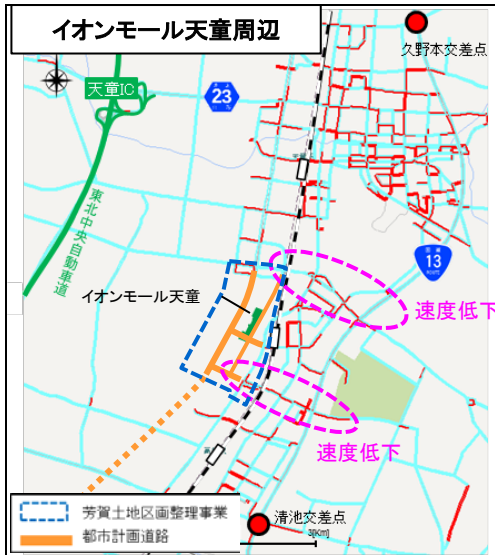 イオンモール天童周辺
久野本交差点
天童IC
23
東北中央自動車道
13
イオンモール天童
速度低下
速度低下
芳賀土地区画整理事業
都市計画道路
清池交差点
3[Km]